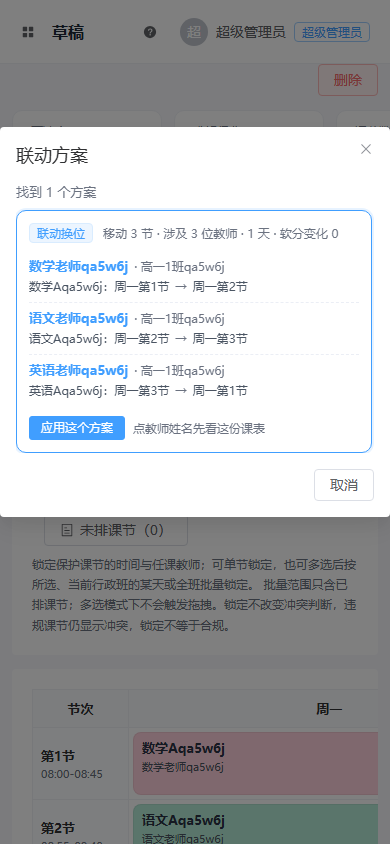 草稿
?
超
超级管理员
超级管理员
删除
联动方案
找到 1 个方案
联动换位 移动 3 节 · 涉及 3 位教师 · 1 天 · 软分变化 0
数学老师qa5w6j · 高一1班qa5w6j
数学Aqa5w6j：周一第1节 → 周一第2节
语文老师qa5w6j · 高一1班qa5w6j
语文Aqa5w6j：周一第2节 → 周一第3节
英语老师qa5w6j · 高一1班qa5w6j
英语Aqa5w6j：周一第3节 → 周一第1节
应用这个方案 点教师姓名先看这份课表
取消
未排课节（0）
锁定保护课节的时间与任课教师；可单节锁定，也可多选后按
所选、当前行政班的某天或全班批量锁定。 批量范围只含已
排课节；多选模式下不会触发拖拽。锁定不改变冲突判断，违
规课节仍显示冲突，锁定不等于合规。
节次 周一
第1节
08:00-08:45
数学Aqa5w6j
数学老师qa5w6j
第2节
语文Aqa5w6j
语文老师qa5w6j